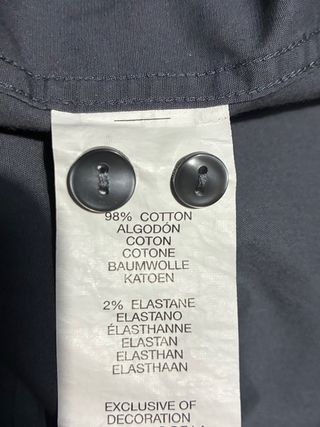 98% COTTON
ALGODÓN
COTON
COTONE
BAUMWOLLE
KATOEN
2% ELASTANE
ELASTANO
ÉLASTHANNE
ELASTAN
ELASTHAN
ELASTHAAN
EXCLUSIVE OF
DECORATION